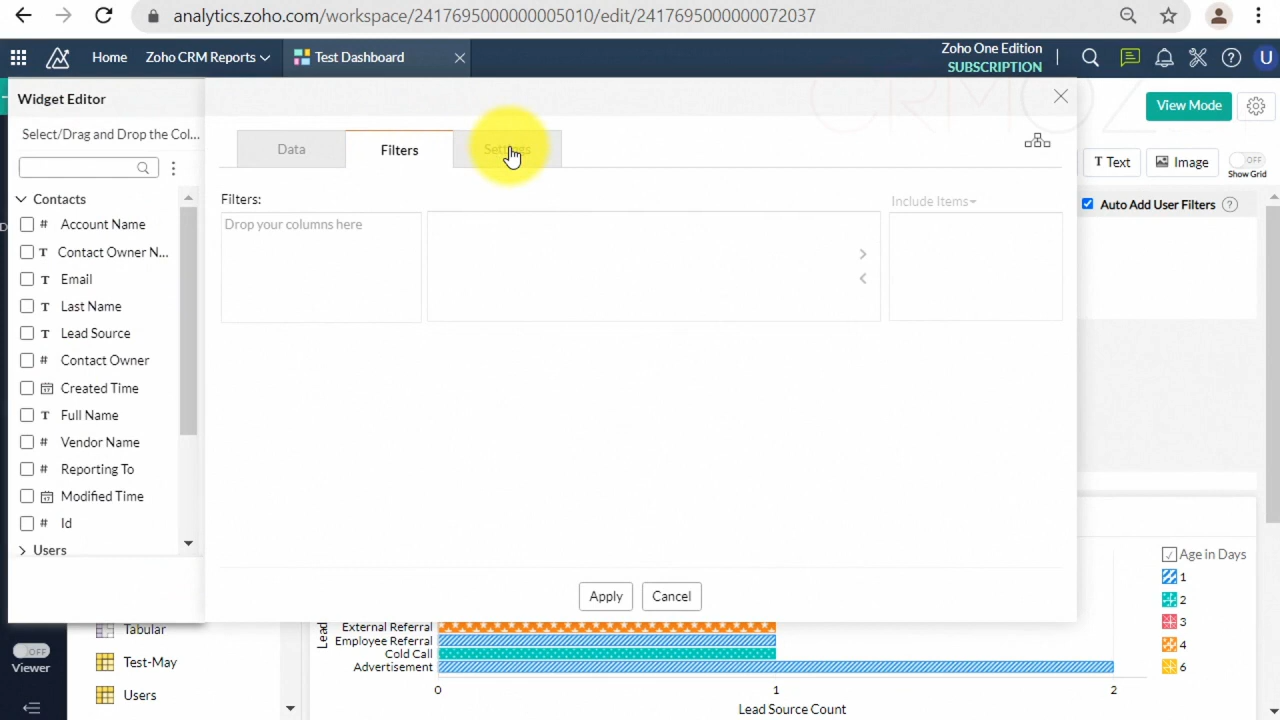 analytics.zoho.com/workspace/2417695000000005010/edit/2417695000000072037
Home
Zoho CRM Reports
Test Dashboard
Zoho One Edition
SUBSCRIPTION
U
Widget Editor
Select/Drag and Drop the Col...
View Mode
Data
Filters
Settings
T Text
Image
OFF
Show Grid
Contacts
# Account Name
T Contact Owner N...
T Email
T Last Name
T Lead Source
# Contact Owner
Created Time
T Full Name
# Vendor Name
# Reporting To
Modified Time
# Id
Users
Filters:
Drop your columns here
Include Items
Auto Add User Filters ?
Apply
Cancel
Age in Days
1
2
3
4
6
OFF
Viewer
Tabular
Test-May
Users
Lead
External Referral
Employee Referral
Cold Call
Advertisement
0
1
2
Lead Source Count